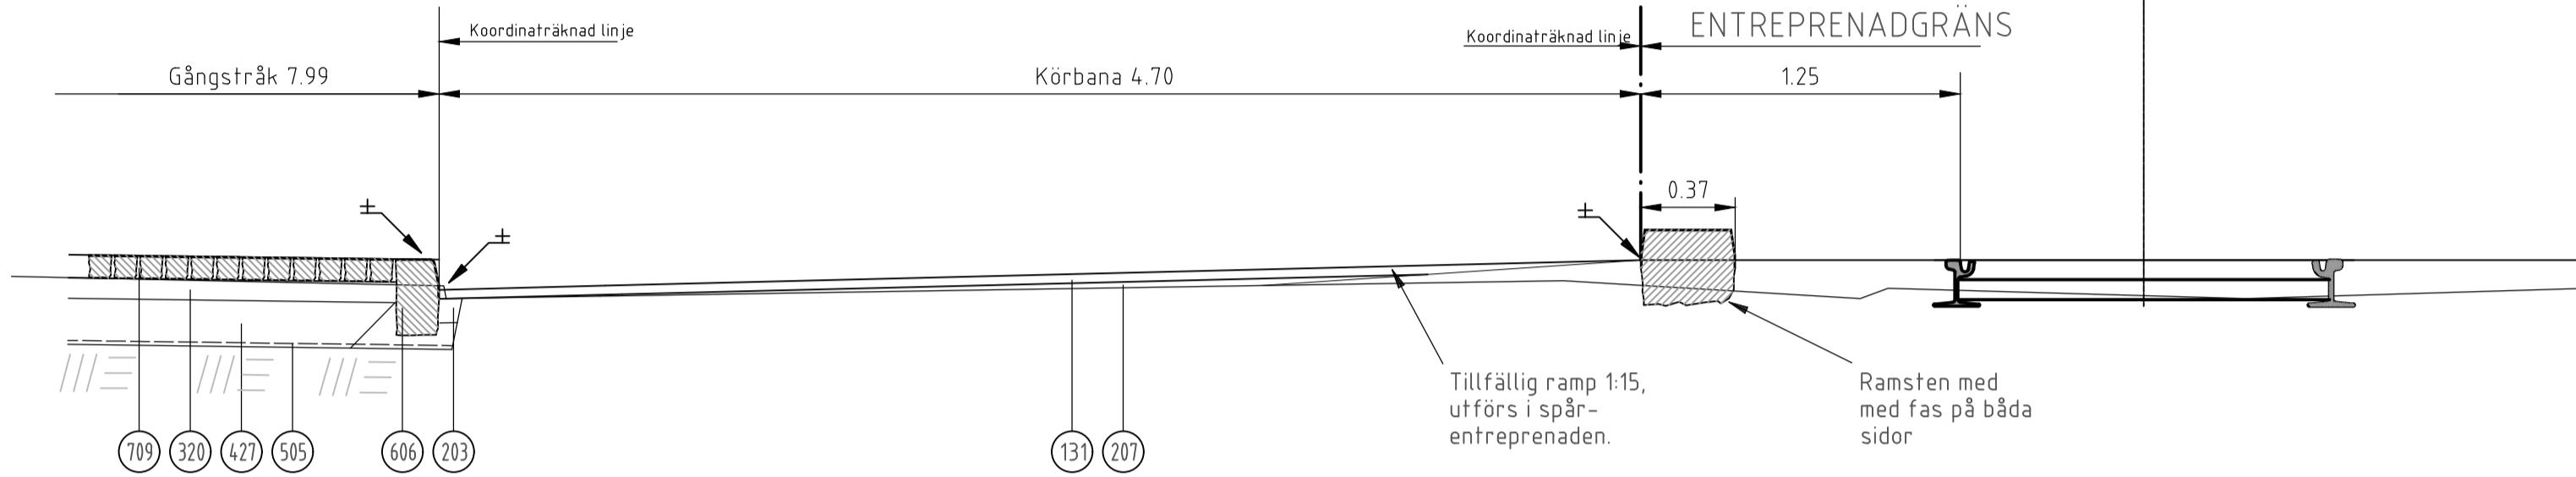 Koordinaträknad linje
Koordinaträknad linje
ENTREPRENADGRÄNS
Gångstråk 7.99
Körbana 4.70
1.25
0.37
±
±
±
Tillfällig ramp 1:15,
utförs i spår-
entreprenaden.
Ramsten med
med fas på båda
sidor
709
320
427
505
606
203
131
207